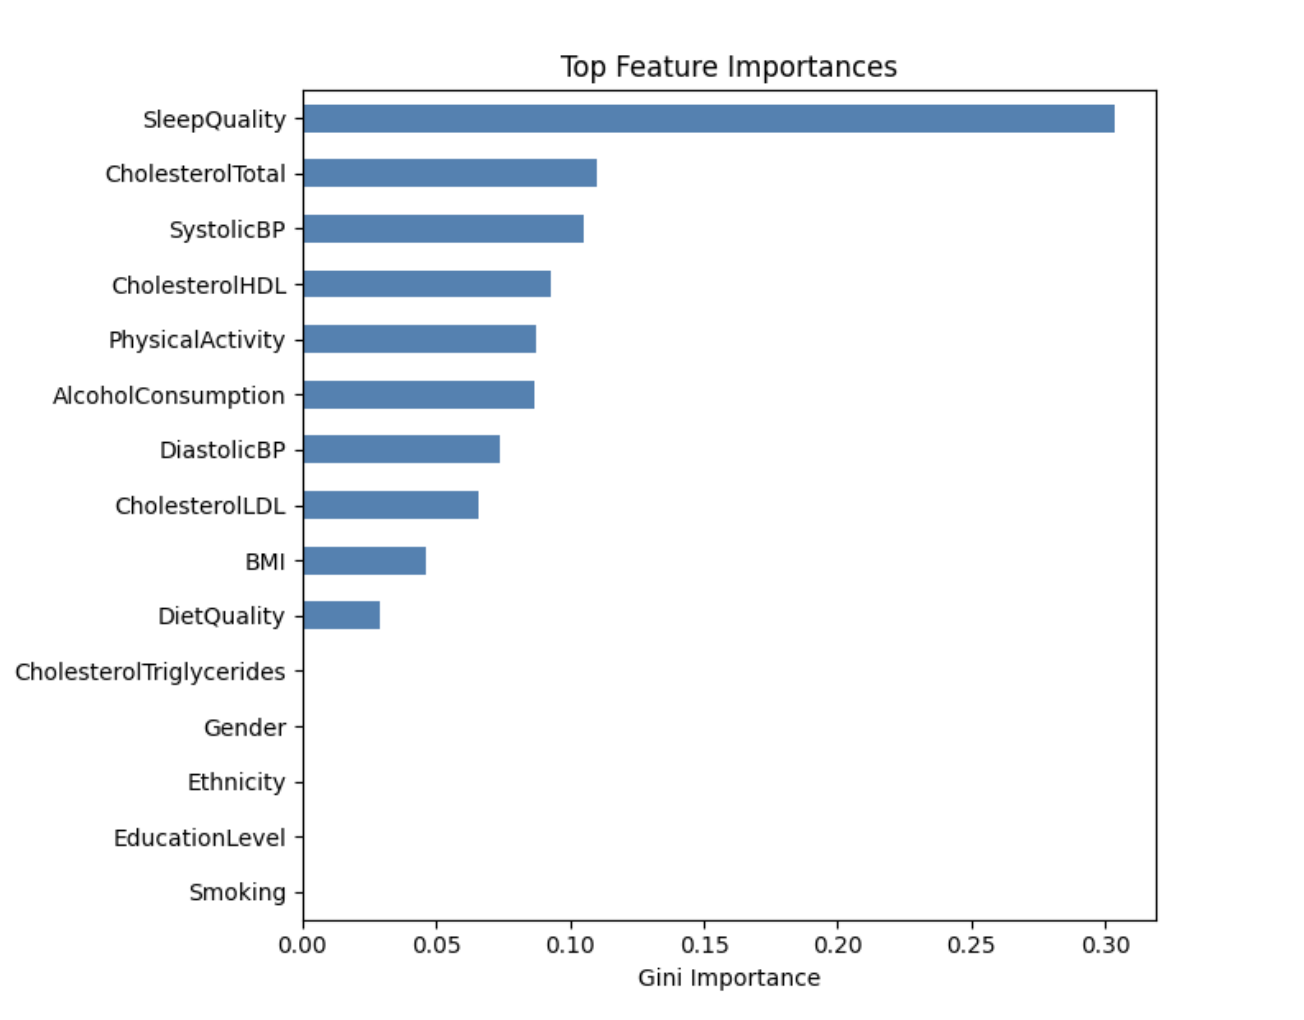 Top Feature Importances
SleepQuality
CholesterolTotal
SystolicBP
CholesterolHDL
PhysicalActivity
AlcoholConsumption
DiastolicBP
CholesterolLDL
BMI
DietQuality
CholesterolTriglycerides
Gender
Ethnicity
EducationLevel
Smoking
0.00 0.05 0.10 0.15 0.20 0.25 0.30
Gini Importance